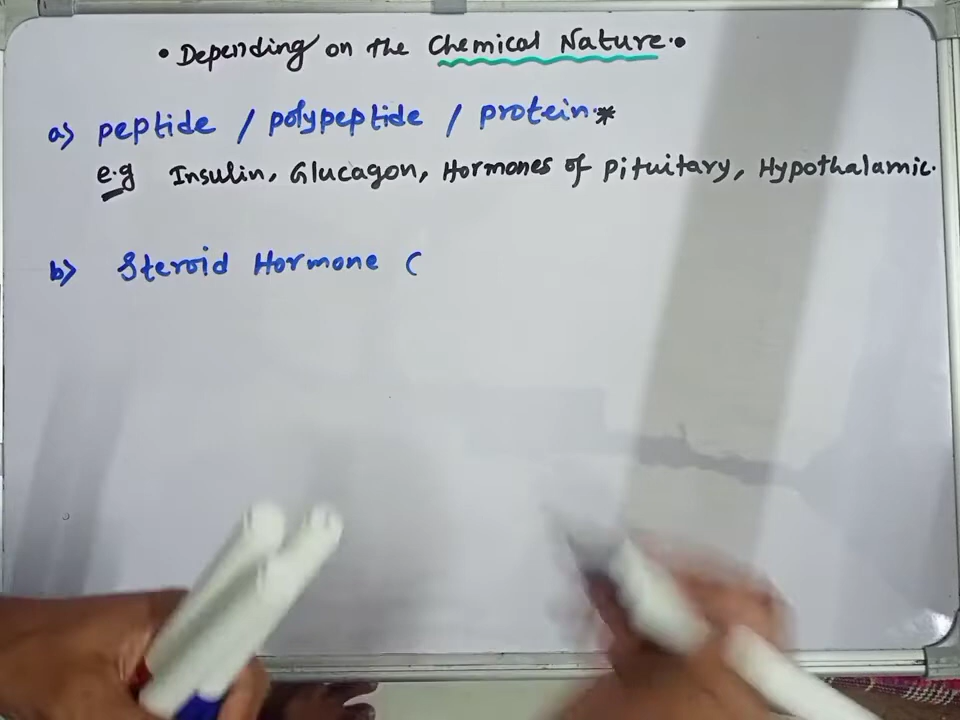 • Depending on the Chemical Nature.•
a) peptide / polypeptide / protein.*
e.g Insulin, Glucagon, Hormones of Pituitary, Hypothalamic.
b) Steroid Hormone (